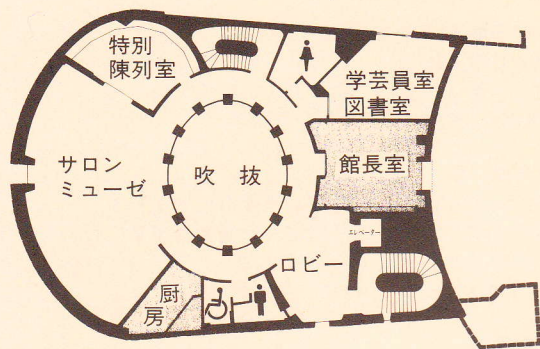 特別
陳列室
学芸員室
図書室
サロン
ミューゼ
吹抜
館長室
エレベーター
ロビー
厨
房